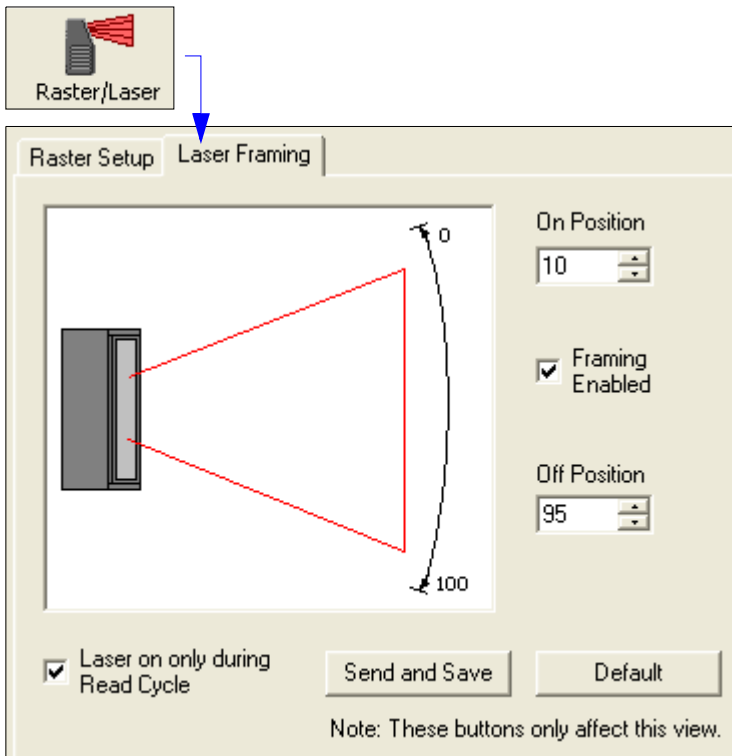 Raster/Laser
Raster Setup
Laser Framing
0
100
On Position
10
Framing
Enabled
Off Position
95
Laser on only during
Read Cycle
Send and Save
Default
Note: These buttons only affect this view.